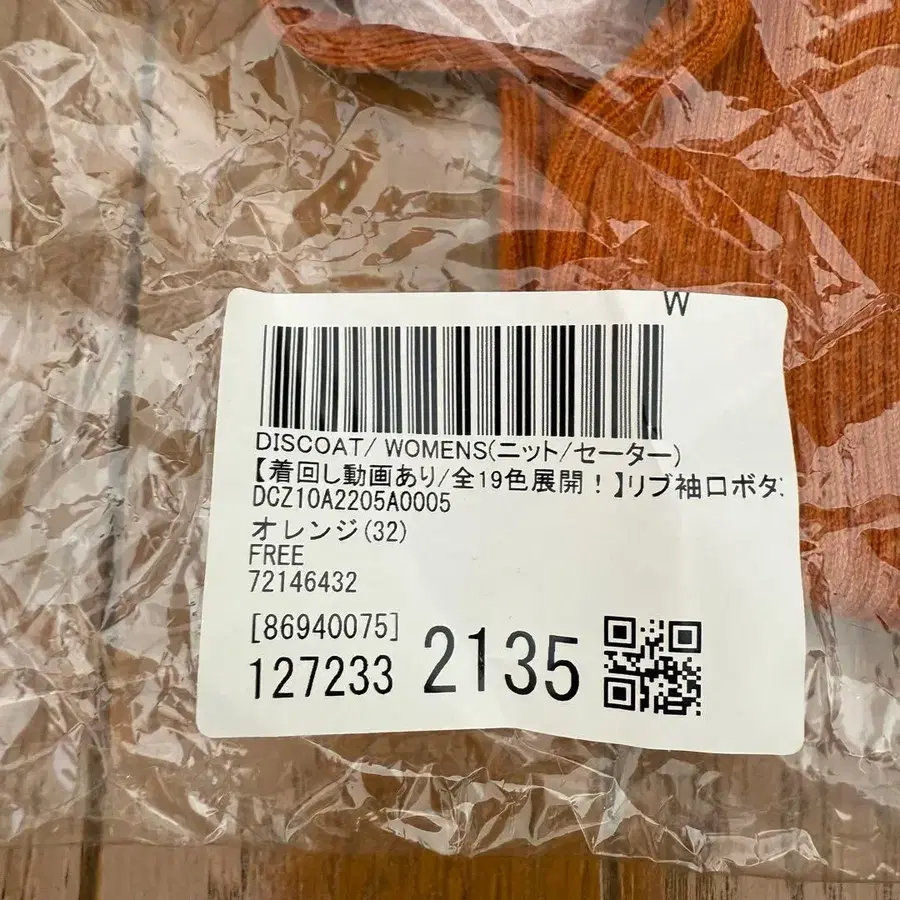 W
DISCOAT/ WOMENS(ニット/セーター)
【着回し動画あり/全19色展開！】リブ袖口ボタ
DCZ10A2205A0005
オレンジ(32)
FREE
72146432
[86940075]
127233 2135